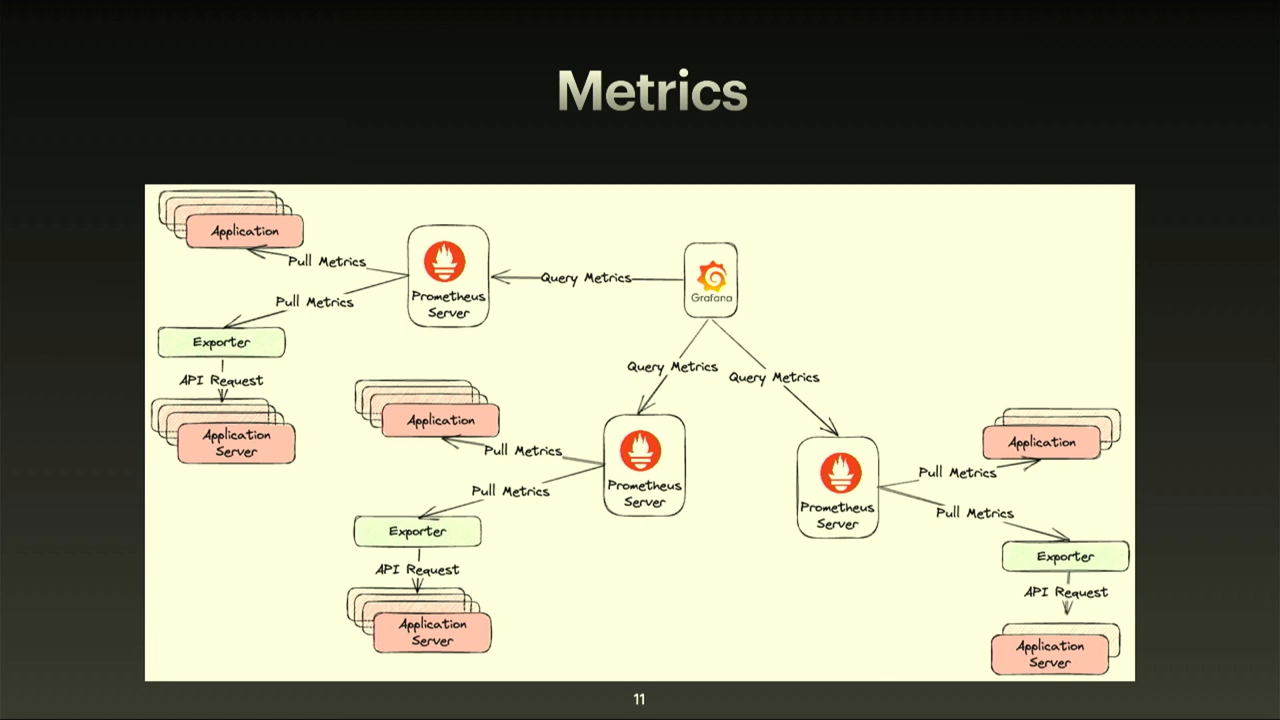 Metrics
Application
Pull Metrics
Pull Metrics
Prometheus
Server
Query Metrics
Grafana
Exporter
API Request
Application
Server
Query Metrics
Query Metrics
Application
Pull Metrics
Pull Metrics
Prometheus
Server
Exporter
API Request
Application
Server
Prometheus
Server
Application
Pull Metrics
Pull Metrics
Exporter
API Request
Application
Server
11